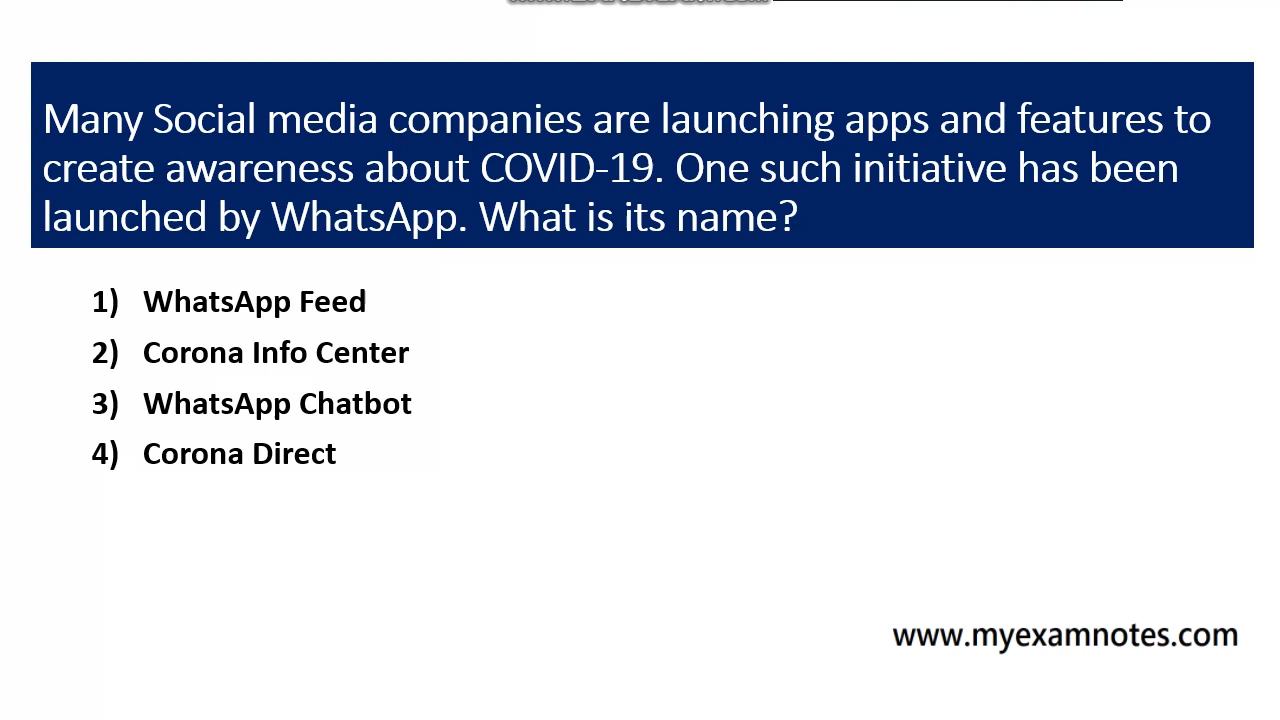 Many Social media companies are launching apps and features to
create awareness about COVID-19. One such initiative has been
launched by WhatsApp. What is its name?
1) WhatsApp Feed
2) Corona Info Center
3) WhatsApp Chatbot
4) Corona Direct
www.myexamnotes.com